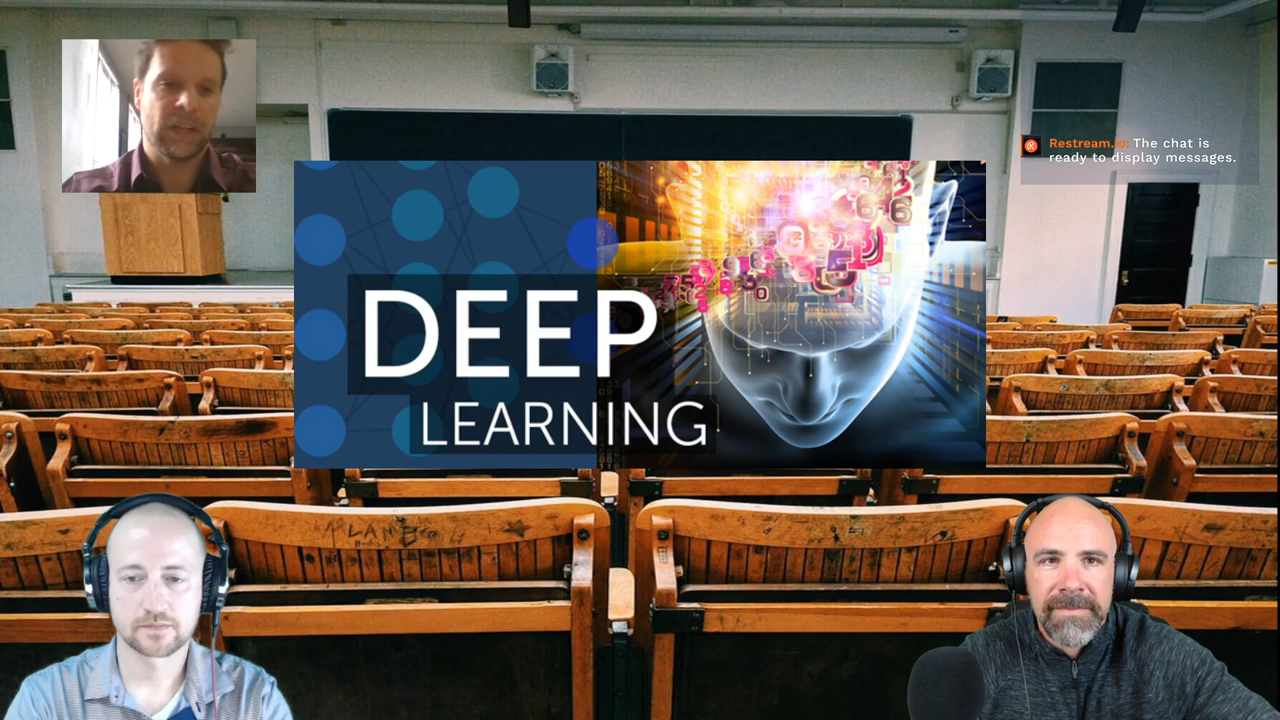 Restream.io: The chat is
ready to display messages.
DEEP
LEARNING